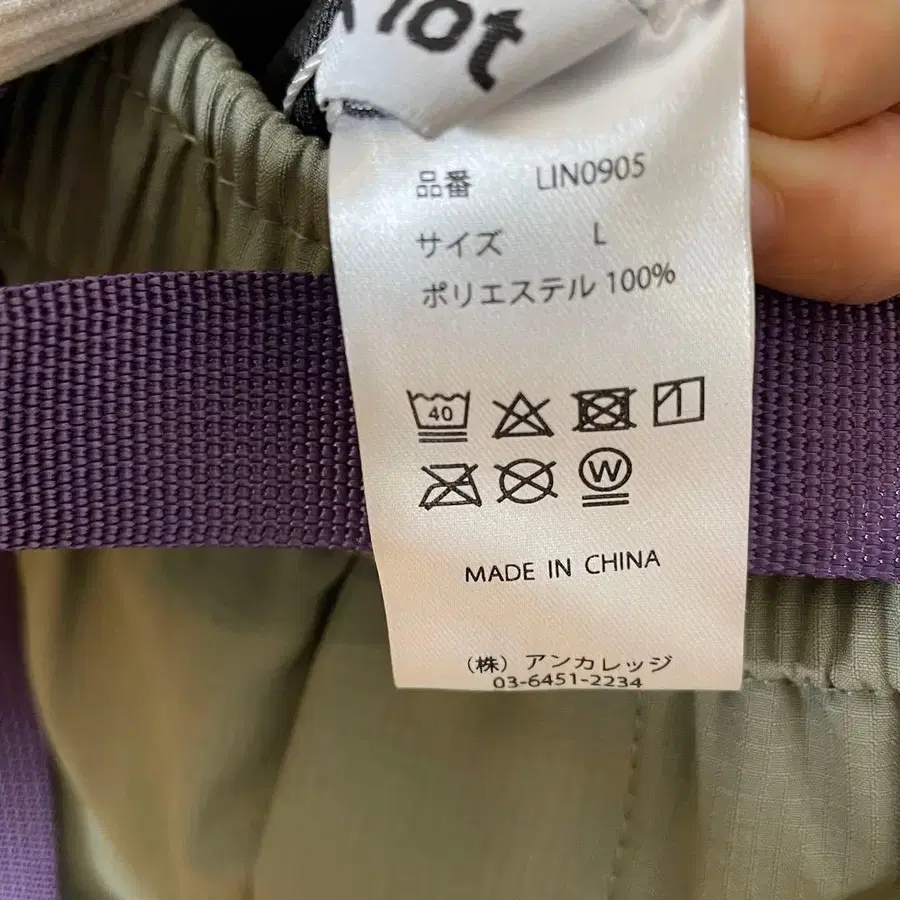 品番 LIN0905
サイズ L
ポリエステル 100%
40
W
MADE IN CHINA
(株) アンカレッジ
03-6451-2234